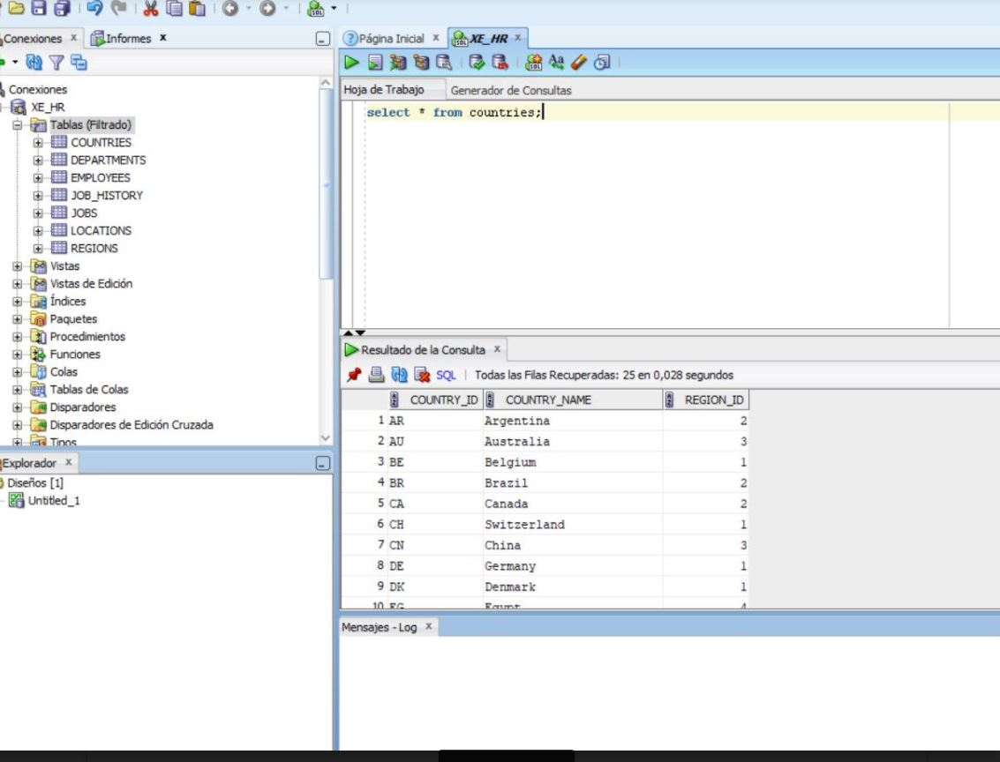 Conexiones x Informes x
Conexiones
XE_HR
Tablas (Filtrado)
COUNTRIES
DEPARTMENTS
EMPLOYEES
JOB_HISTORY
JOBS
LOCATIONS
REGIONS
Vistas
Vistas de Edición
Índices
Paquetes
Procedimientos
Funciones
Colas
Tablas de Colas
Disparadores
Disparadores de Edición Cruzada
Tipos
Explorador x
Diseños [1]
Untitled_1
Página Inicial x XE_HR x
Hoja de Trabajo Generador de Consultas
select * from countries;
Resultado de la Consulta x
SQL | Todas las Filas Recuperadas: 25 en 0,028 segundos
COUNTRY_ID COUNTRY_NAME REGION_ID
1 AR Argentina 2
2 AU Australia 3
3 BE Belgium 1
4 BR Brazil 2
5 CA Canada 2
6 CH Switzerland 1
7 CN China 3
8 DE Germany 1
9 DK Denmark 1
10 EG Egypt 4
Mensajes - Log x